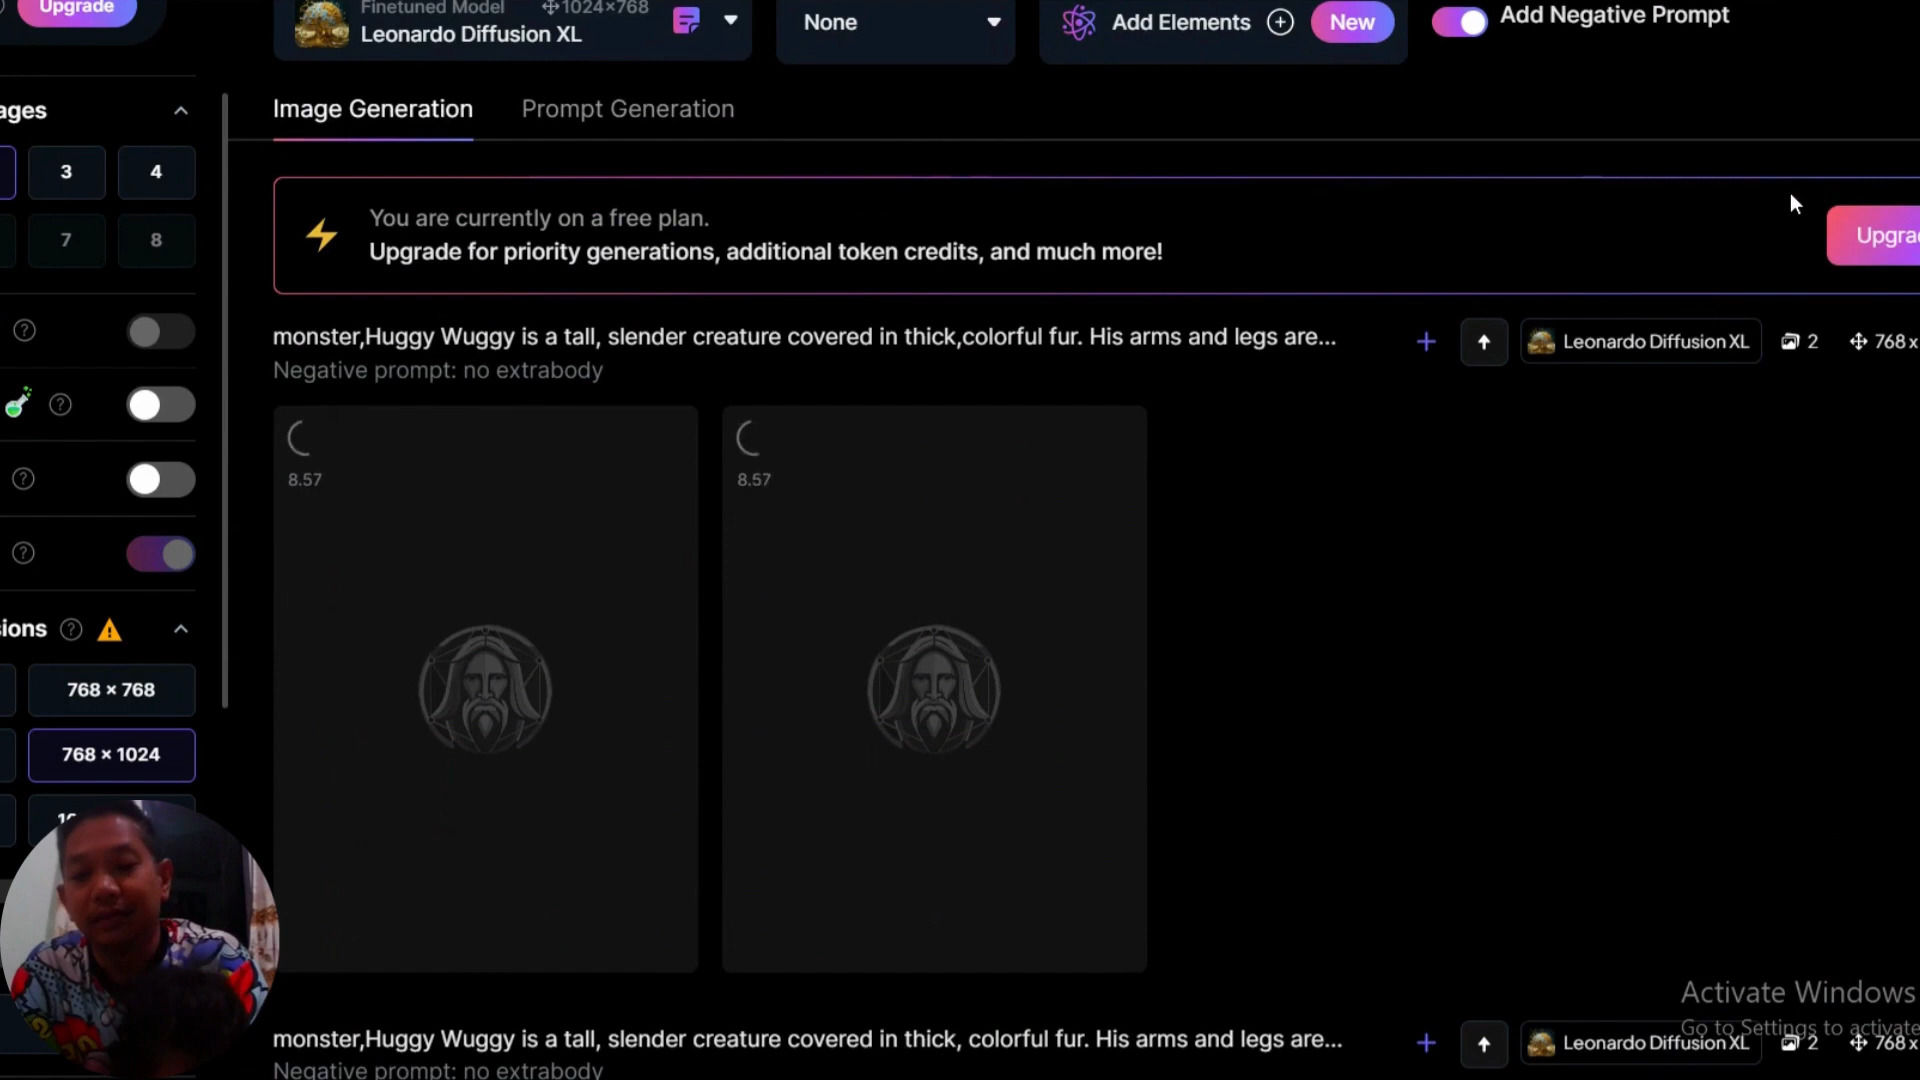 Upgrade
Finetuned Model 1024×768
Leonardo Diffusion XL
None
Add Elements
New
Add Negative Prompt
ages
Image Generation
Prompt Generation
3
4
7
8
You are currently on a free plan.
Upgrade for priority generations, additional token credits, and much more!
Upgrad
monster,Huggy Wuggy is a tall, slender creature covered in thick,colorful fur. His arms and legs are...
Leonardo Diffusion XL
2
768 x
Negative prompt: no extrabody
8.57
8.57
sions
768 × 768
768 × 1024
Activate Windows
Go to Settings to activate
monster,Huggy Wuggy is a tall, slender creature covered in thick, colorful fur. His arms and legs are...
Leonardo Diffusion XL
2
768 x
Negative prompt: no extrabody